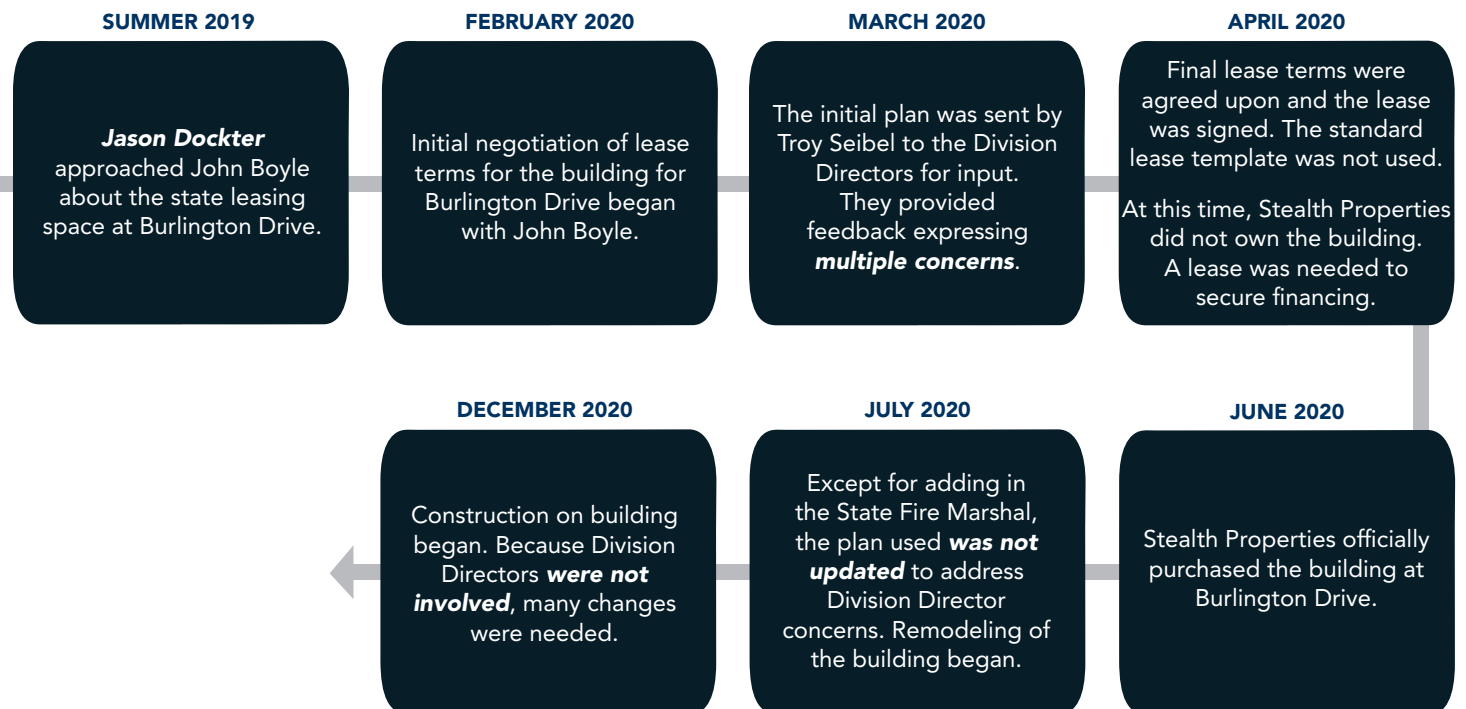 SUMMER 2019
Jason Dockter
approached John Boyle
about the state leasing
space at Burlington Drive.
FEBRUARY 2020
Initial negotiation of lease
terms for the building for
Burlington Drive began
with John Boyle.
MARCH 2020
The initial plan was sent by
Troy Seibel to the Division
Directors for input.
They provided
feedback expressing
multiple concerns.
APRIL 2020
Final lease terms were
agreed upon and the lease
was signed. The standard
lease template was not used.
At this time, Stealth Properties
did not own the building.
A lease was needed to
secure financing.
JUNE 2020
Stealth Properties officially
purchased the building at
Burlington Drive.
JULY 2020
Except for adding in
the State Fire Marshal,
the plan used was not
updated to address
Division Director
concerns. Remodeling of
the building began.
DECEMBER 2020
Construction on building
began. Because Division
Directors were not
involved, many changes
were needed.